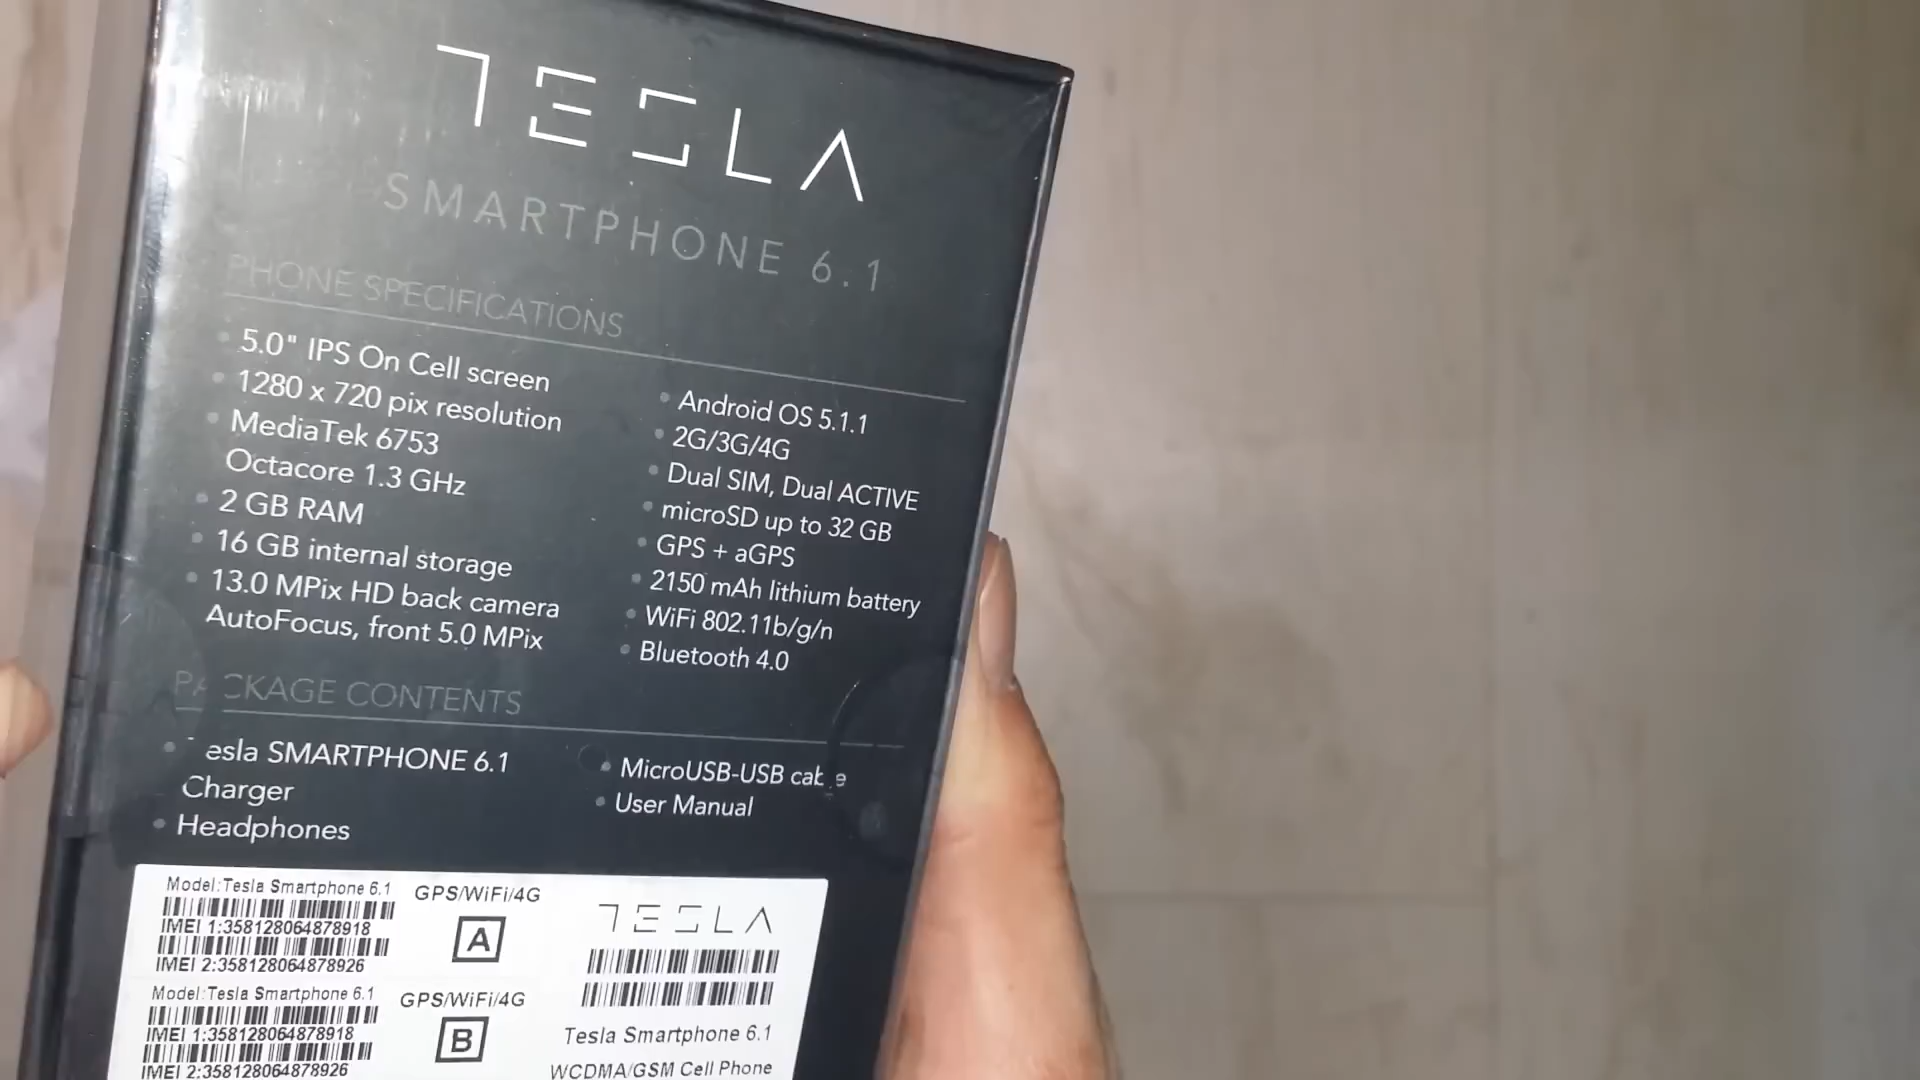 TESLA
SMARTPHONE 6.1
PHONE SPECIFICATIONS
5.0" IPS On Cell screen
1280 x 720 pix resolution
MediaTek 6753
Octacore 1.3 GHz
2 GB RAM
16 GB internal storage
13.0 MPix HD back camera
AutoFocus, front 5.0 MPix
Android OS 5.1.1
2G/3G/4G
Dual SIM, Dual ACTIVE
microSD up to 32 GB
GPS + aGPS
2150 mAh lithium battery
WiFi 802.11b/g/n
Bluetooth 4.0
PACKAGE CONTENTS
Tesla SMARTPHONE 6.1
Charger
Headphones
MicroUSB-USB cable
User Manual
Model:Tesla Smartphone 6.1
IMEI 1:358128064878918
IMEI 2:358128064878926
GPS/WiFi/4G
A
Model:Tesla Smartphone 6.1
IMEI 1:358128064878918
IMEI 2:358128064878926
GPS/WiFi/4G
B
TESLA
Tesla Smartphone 6.1
WCDMA/GSM Cell Phone